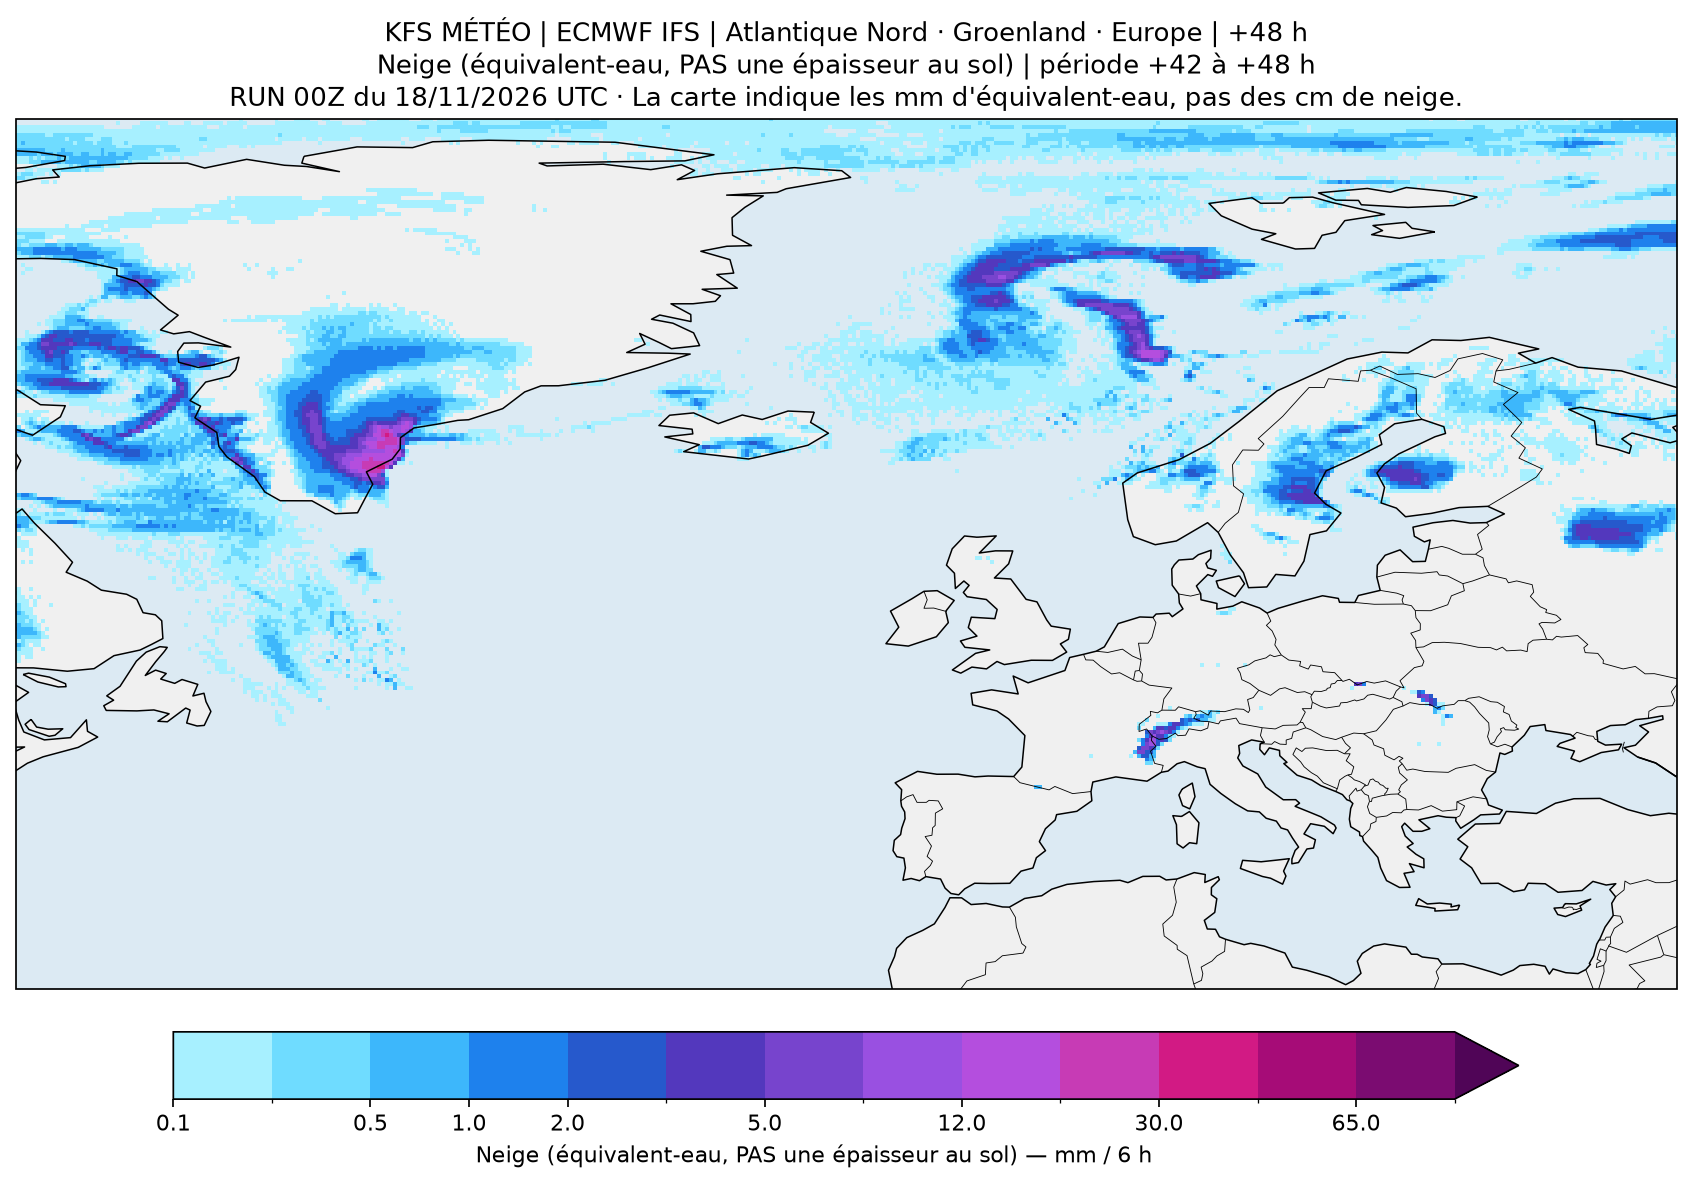 KFS MÉTÉO | ECMWF IFS | Atlantique Nord · Groenland · Europe | +48 h
Neige (équivalent-eau, PAS une épaisseur au sol) | période +42 à +48 h
RUN 00Z du 18/11/2026 UTC · La carte indique les mm d'équivalent-eau, pas des cm de neige.
0.1 0.5 1.0 2.0 5.0 12.0 30.0 65.0
Neige (équivalent-eau, PAS une épaisseur au sol) — mm / 6 h